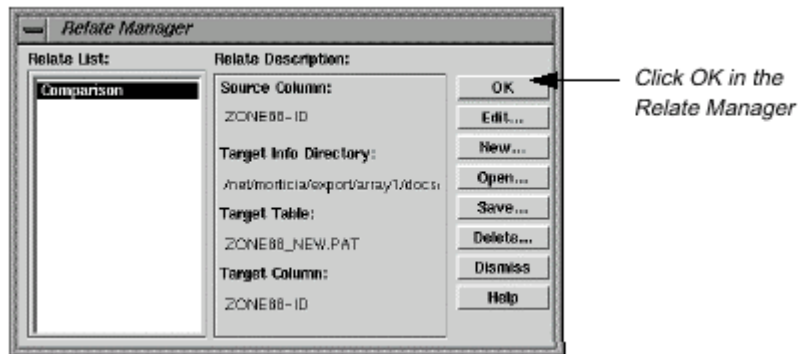 Relate Manager
Relate List:
Comparison
Relate Description:
Source Column:
ZONE88-ID
Target Info Directory:
/net/morticia/export/array1/docs
Target Table:
ZONE88_NEW.PAT
Target Column:
ZONE88-ID
OK
Edit...
New...
Open...
Save...
Delete...
Dismiss
Help
Click OK in the
Relate Manager